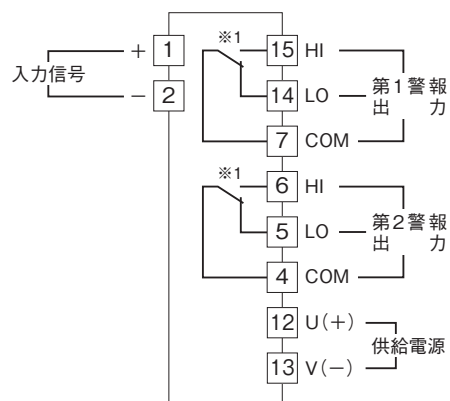 入力信号
+ 1
− 2
※1
15 HI
14 LO
7 COM
第1警報
出 力
※1
6 HI
5 LO
4 COM
第2警報
出 力
12 U(+)
13 V(−)
供給電源